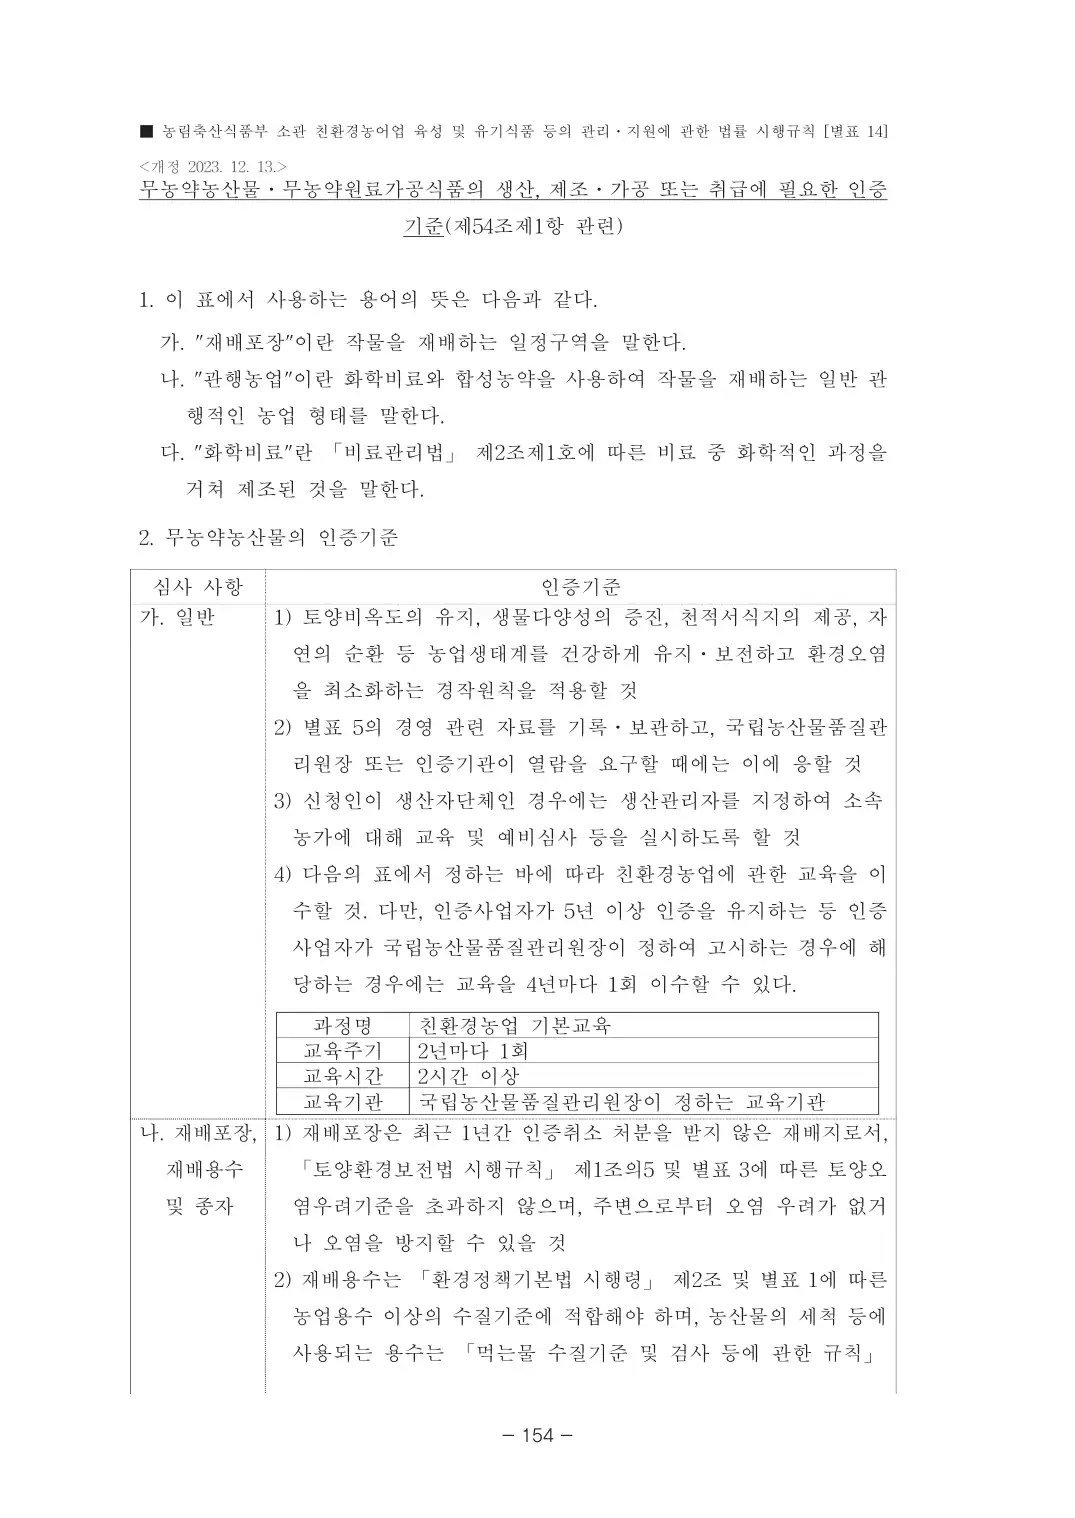 ■ 농림축산식품부 소관 친환경농어업 육성 및 유기식품 등의 관리・지원에 관한 법률 시행규칙 [별표 14]
<개정 2023. 12. 13.>
무농약농산물・무농약원료가공식품의 생산, 제조・가공 또는 취급에 필요한 인증
기준(제54조제1항 관련)
1. 이 표에서 사용하는 용어의 뜻은 다음과 같다.
가. "재배포장"이란 작물을 재배하는 일정구역을 말한다.
나. "관행농업"이란 화학비료와 합성농약을 사용하여 작물을 재배하는 일반 관
행적인 농업 형태를 말한다.
다. "화학비료"란 「비료관리법」 제2조제1호에 따른 비료 중 화학적인 과정을
거쳐 제조된 것을 말한다.
2. 무농약농산물의 인증기준
심사 사항 인증기준
가. 일반 1) 토양비옥도의 유지, 생물다양성의 증진, 천적서식지의 제공, 자
연의 순환 등 농업생태계를 건강하게 유지・보전하고 환경오염
을 최소화하는 경작원칙을 적용할 것
2) 별표 5의 경영 관련 자료를 기록・보관하고, 국립농산물품질관
리원장 또는 인증기관이 열람을 요구할 때에는 이에 응할 것
3) 신청인이 생산자단체인 경우에는 생산관리자를 지정하여 소속
농가에 대해 교육 및 예비심사 등을 실시하도록 할 것
4) 다음의 표에서 정하는 바에 따라 친환경농업에 관한 교육을 이
수할 것. 다만, 인증사업자가 5년 이상 인증을 유지하는 등 인증
사업자가 국립농산물품질관리원장이 정하여 고시하는 경우에 해
당하는 경우에는 교육을 4년마다 1회 이수할 수 있다.
과정명 친환경농업 기본교육
교육주기 2년마다 1회
교육시간 2시간 이상
교육기관 국립농산물품질관리원장이 정하는 교육기관
나. 재배포장, 1) 재배포장은 최근 1년간 인증취소 처분을 받지 않은 재배지로서,
재배용수 「토양환경보전법 시행규칙」 제1조의5 및 별표 3에 따른 토양오
및 종자 염우려기준을 초과하지 않으며, 주변으로부터 오염 우려가 없거
나 오염을 방지할 수 있을 것
2) 재배용수는 「환경정책기본법 시행령」 제2조 및 별표 1에 따른
농업용수 이상의 수질기준에 적합해야 하며, 농산물의 세척 등에
사용되는 용수는 「먹는물 수질기준 및 검사 등에 관한 규칙」
- 154 -